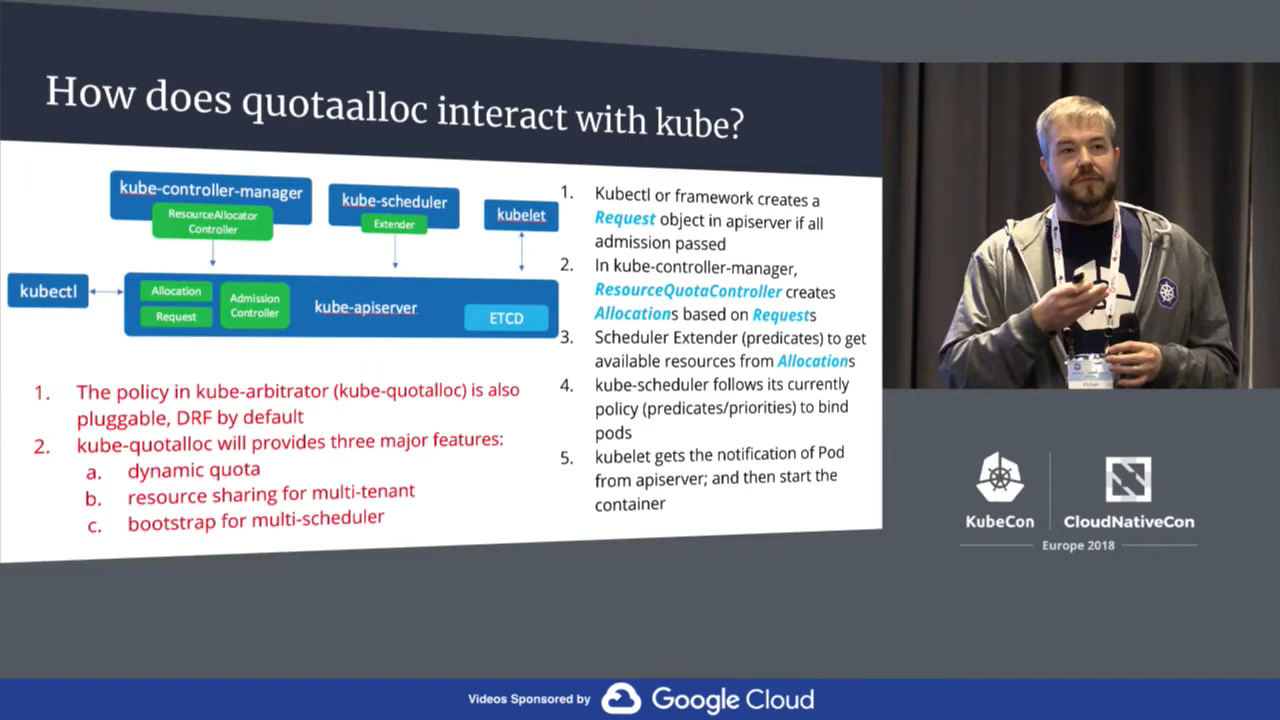 How does quotaalloc interact with kube?
kube-controller-manager
ResourceAllocator
Controller
kube-scheduler
Extender
kubelet
kubectl
Allocation
Request
Admission
Controller
kube-apiserver
ETCD
1. The policy in kube-arbitrator (kube-quotalloc) is also
pluggable, DRF by default
2. kube-quotalloc will provides three major features:
a. dynamic quota
b. resource sharing for multi-tenant
c. bootstrap for multi-scheduler
1. Kubectl or framework creates a
Request object in apiserver if all
admission passed
2. In kube-controller-manager,
ResourceQuotaController creates
Allocations based on Requests
3. Scheduler Extender (predicates) to get
available resources from Allocations
4. kube-scheduler follows its currently
policy (predicates/priorities) to bind
pods
5. kubelet gets the notification of Pod
from apiserver; and then start the
container
KubeCon
CloudNativeCon
Europe 2018
Videos Sponsored by
Google Cloud